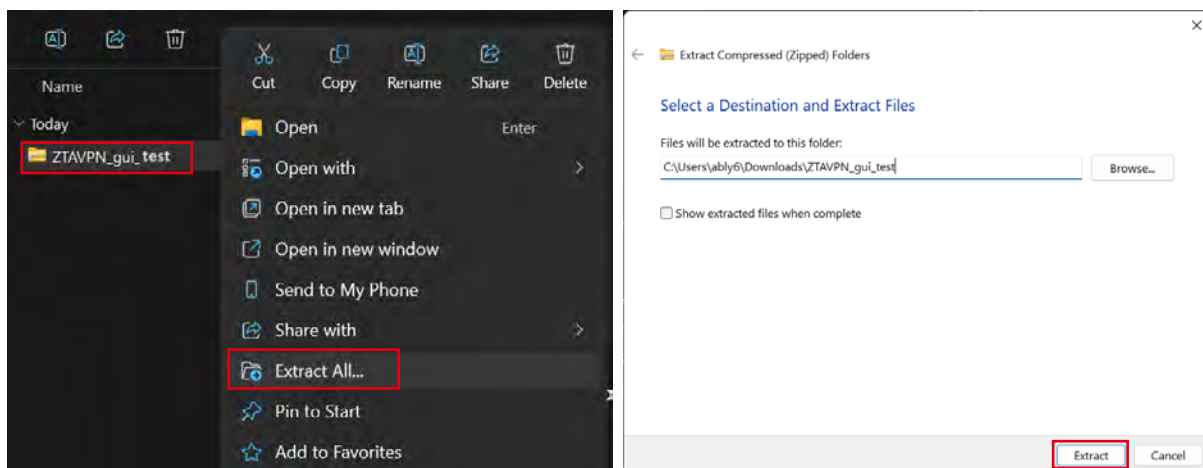 Name
Today
ZTAVPN_gui_test
Cut Copy Rename Share Delete
Open Enter
Open with
Open in new tab
Open in new window
Send to My Phone
Share with
Extract All...
Pin to Start
Add to Favorites
Extract Compressed (Zipped) Folders
Select a Destination and Extract Files
Files will be extracted to this folder:
C:\Users\ably6\Downloads\ZTAVPN_gui_test
Browse...
Show extracted files when complete
Extract Cancel